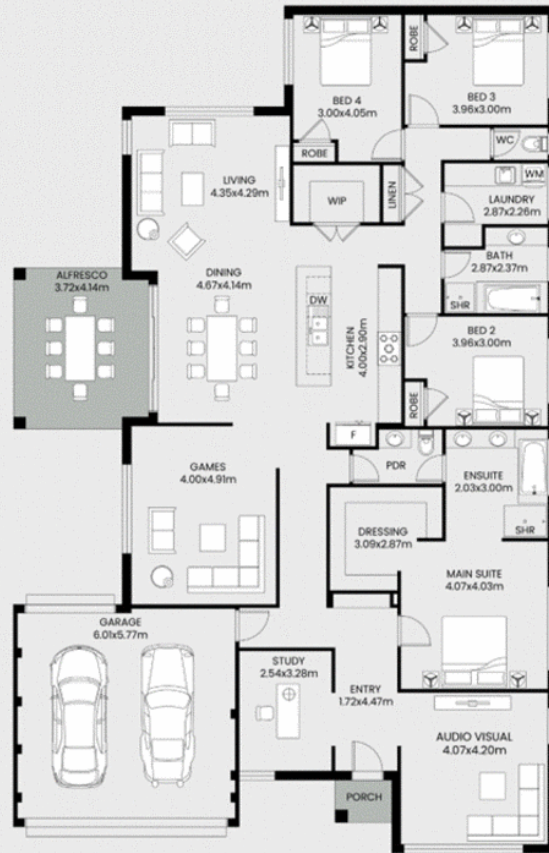 ROBE
BED 4
3.00x4.05m
BED 3
3.96x3.00m
WC
ROBE
LIVING
4.35x4.29m
WIP
LINEN
WM
LAUNDRY
2.87x2.26m
BATH
2.87x2.37m
SHR
ALFRESCO
3.72x4.14m
DINING
4.67x4.14m
DW
KITCHEN
4.00x2.90m
BED 2
3.96x3.00m
ROBE
F
GAMES
4.00x4.91m
PDR
ENSUITE
2.03x3.00m
SHR
DRESSING
3.09x2.87m
MAIN SUITE
4.07x4.03m
GARAGE
6.01x5.77m
STUDY
2.54x3.28m
ENTRY
1.72x4.47m
AUDIO VISUAL
4.07x4.20m
PORCH